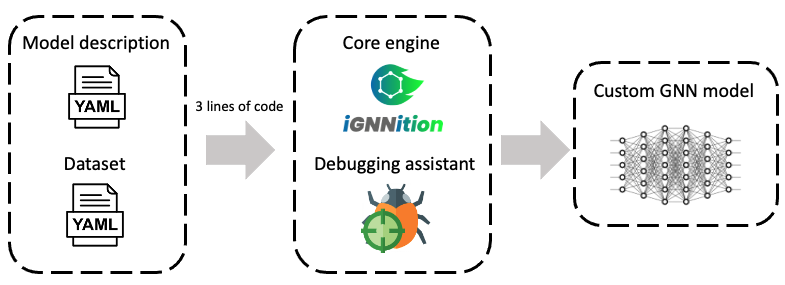 Model description
YAML
Dataset
YAML
3 lines of code
Core engine
iGNNition
Debugging assistant
Custom GNN model